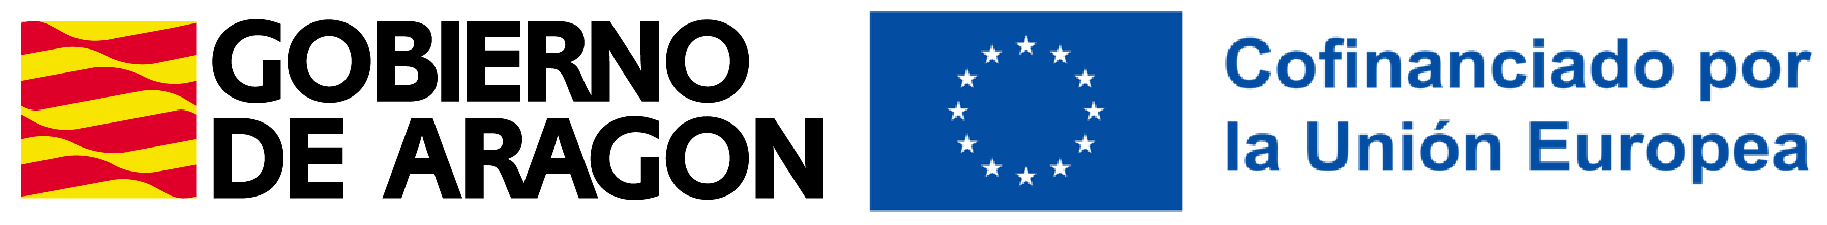 GOBIERNO
DE ARAGON
Cofinanciado por
la Unión Europea